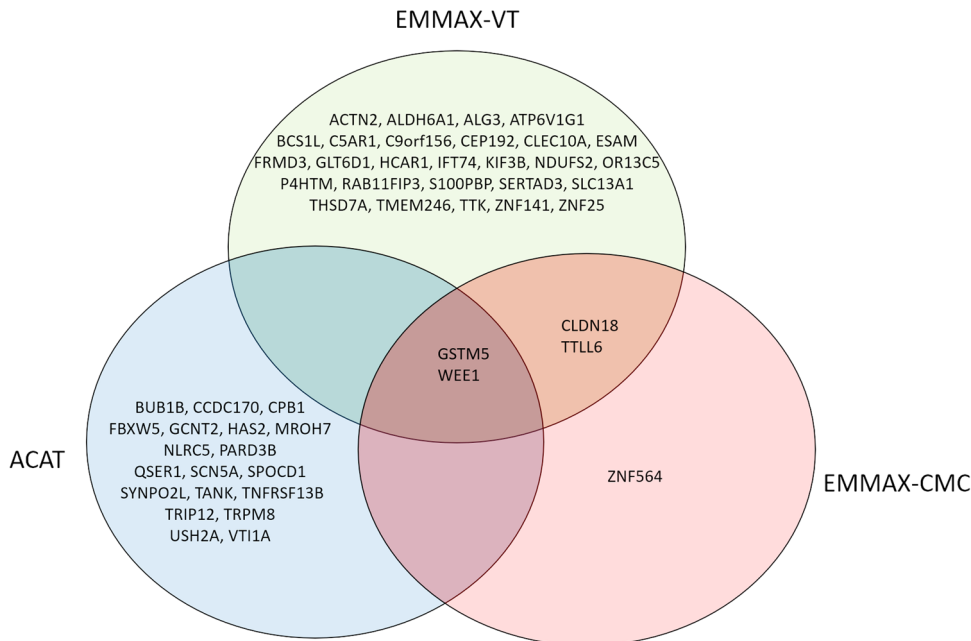 EMMAX-VT
ACTN2, ALDH6A1, ALG3, ATP6V1G1
BCS1L, C5AR1, C9orf156, CEP192, CLEC10A, ESAM
FRMD3, GLT6D1, HCAR1, IFT74, KIF3B, NDUFS2, OR13C5
P4HTM, RAB11FIP3, S100PBP, SERTAD3, SLC13A1
THSD7A, TMEM246, TTK, ZNF141, ZNF25
CLDN18
TTLL6
GSTM5
WEE1
BUB1B, CCDC170, CPB1
FBXW5, GCNT2, HAS2, MROH7
NLRC5, PARD3B
QSER1, SCN5A, SPOCD1
SYNPO2L, TANK, TNFRSF13B
TRIP12, TRPM8
USH2A, VTI1A
ACAT
ZNF564
EMMAX-CMC